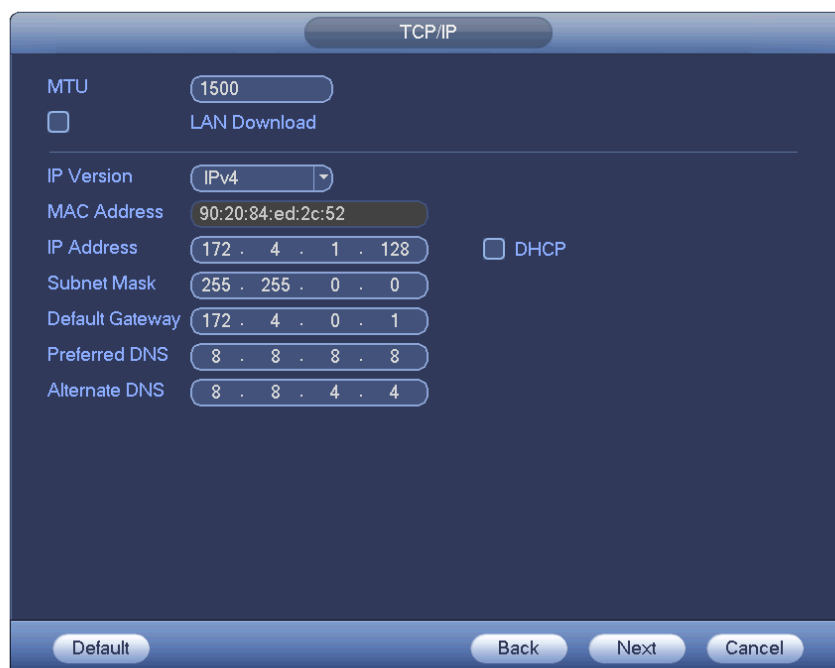 TCP/IP
MTU 1500
LAN Download
IP Version IPv4
MAC Address 90:20:84:ed:2c:52
IP Address 172 . 4 . 1 . 128 DHCP
Subnet Mask 255 . 255 . 0 . 0
Default Gateway 172 . 4 . 0 . 1
Preferred DNS 8 . 8 . 8 . 8
Alternate DNS 8 . 8 . 4 . 4
Default Back Next Cancel